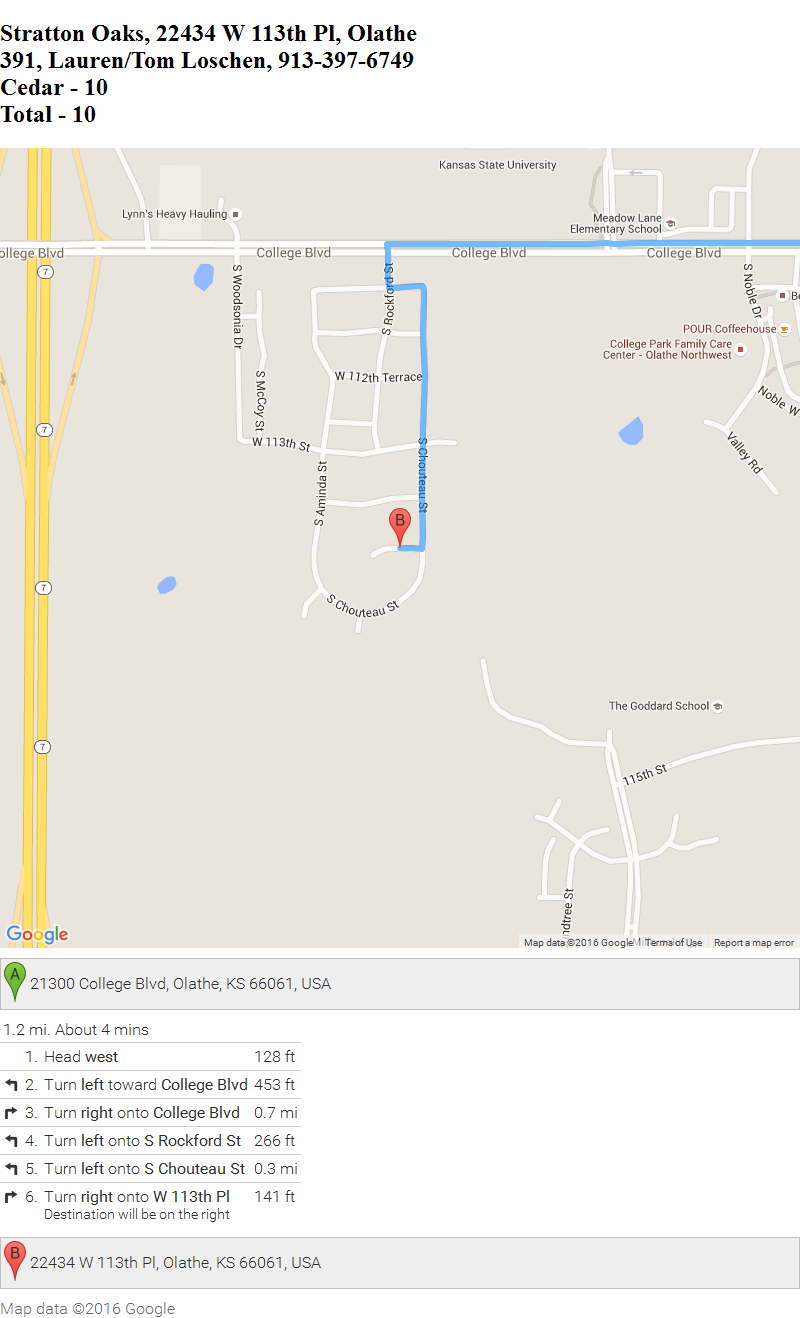 Stratton Oaks, 22434 W 113th Pl, Olathe
391, Lauren/Tom Loschen, 913-397-6749
Cedar - 10
Total - 10
Kansas State University
Lynn's Heavy Hauling
Meadow Lane
Elementary School
ollege Blvd
College Blvd
College Blvd
College Blvd
7
S Woodsonia Dr
S Rockford St
S Noble Dr
Be
POUR Coffeehouse
College Park Family Care
Center - Olathe Northwest
W 112th Terrace
S McCoy St
Noble W
7
W 113th St
Valley Rd
S Aminda St
S Chouteau St
B
7
S Chouteau St
The Goddard School
7
115th St
ndtree St
Google
Map data ©2016 Google
Terms of Use
Report a map error
A
21300 College Blvd, Olathe, KS 66061, USA
1.2 mi. About 4 mins
1. Head west 128 ft
2. Turn left toward College Blvd 453 ft
3. Turn right onto College Blvd 0.7 mi
4. Turn left onto S Rockford St 266 ft
5. Turn left onto S Chouteau St 0.3 mi
6. Turn right onto W 113th Pl 141 ft
Destination will be on the right
B
22434 W 113th Pl, Olathe, KS 66061, USA
Map data ©2016 Google